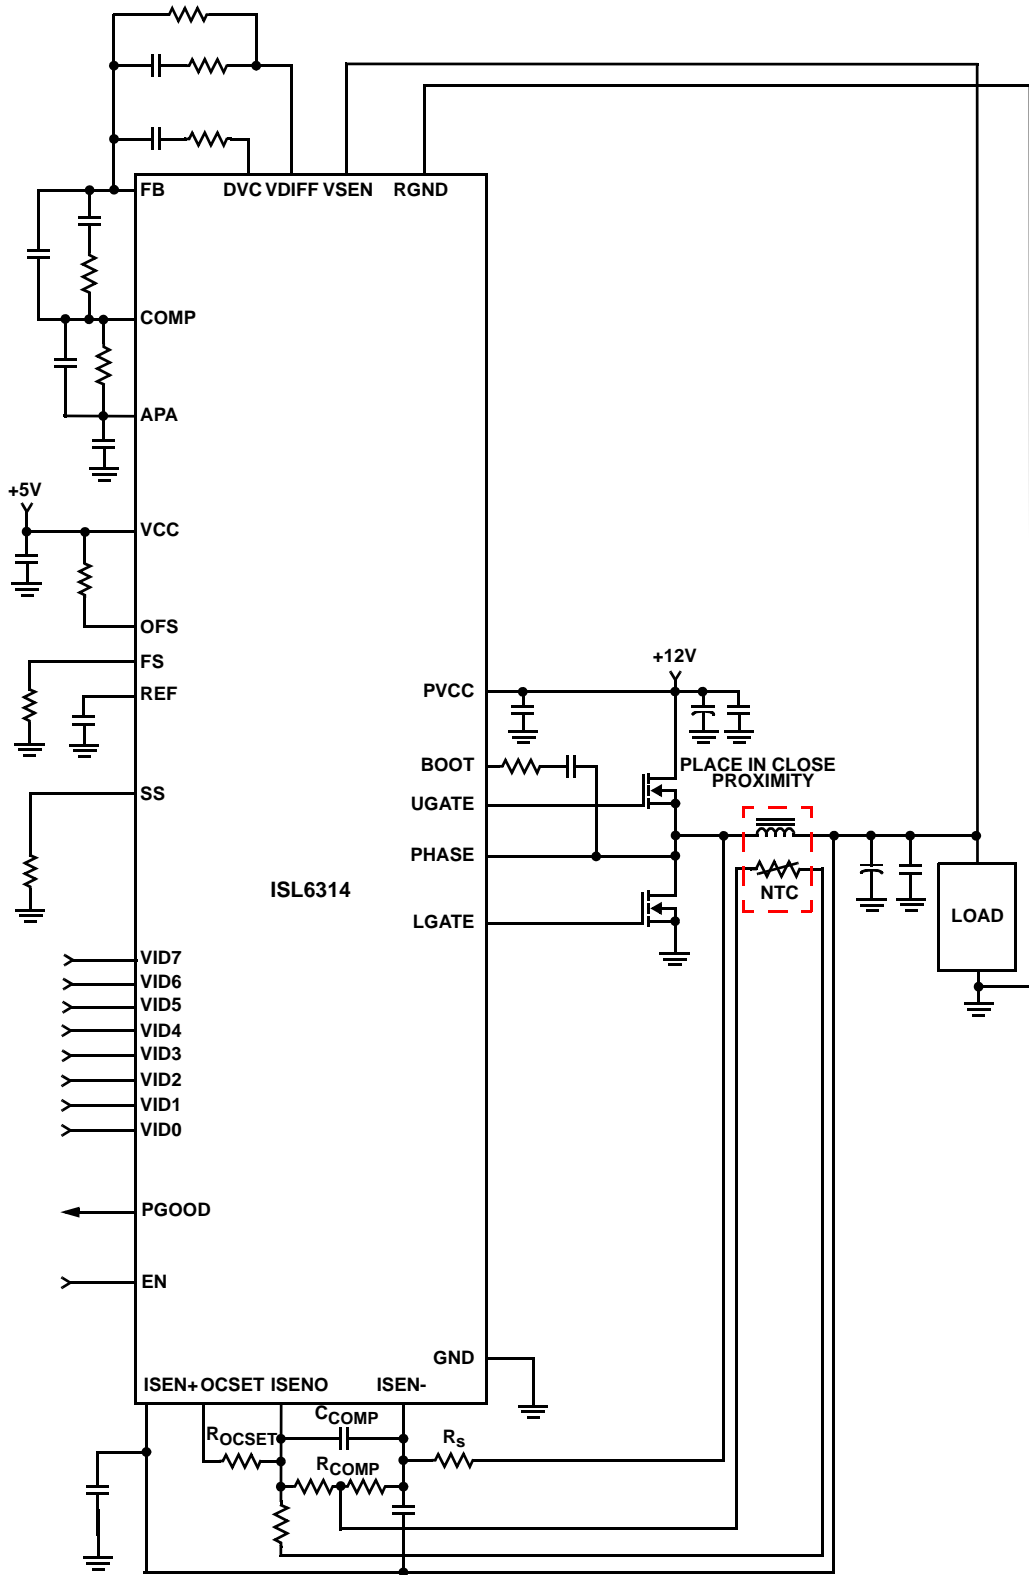 FB
DVC VDIFF VSEN RGND
COMP
APA
+5V
VCC
OFS
FS
REF
SS
+12V
PVCC
BOOT
UGATE
PHASE
LGATE
PLACE IN CLOSE
PROXIMITY
NTC
LOAD
ISL6314
VID7
VID6
VID5
VID4
VID3
VID2
VID1
VID0
PGOOD
EN
GND
ISEN+ OCSET ISENO ISEN-
CCOMP
ROCSET
RCOMP
Rs